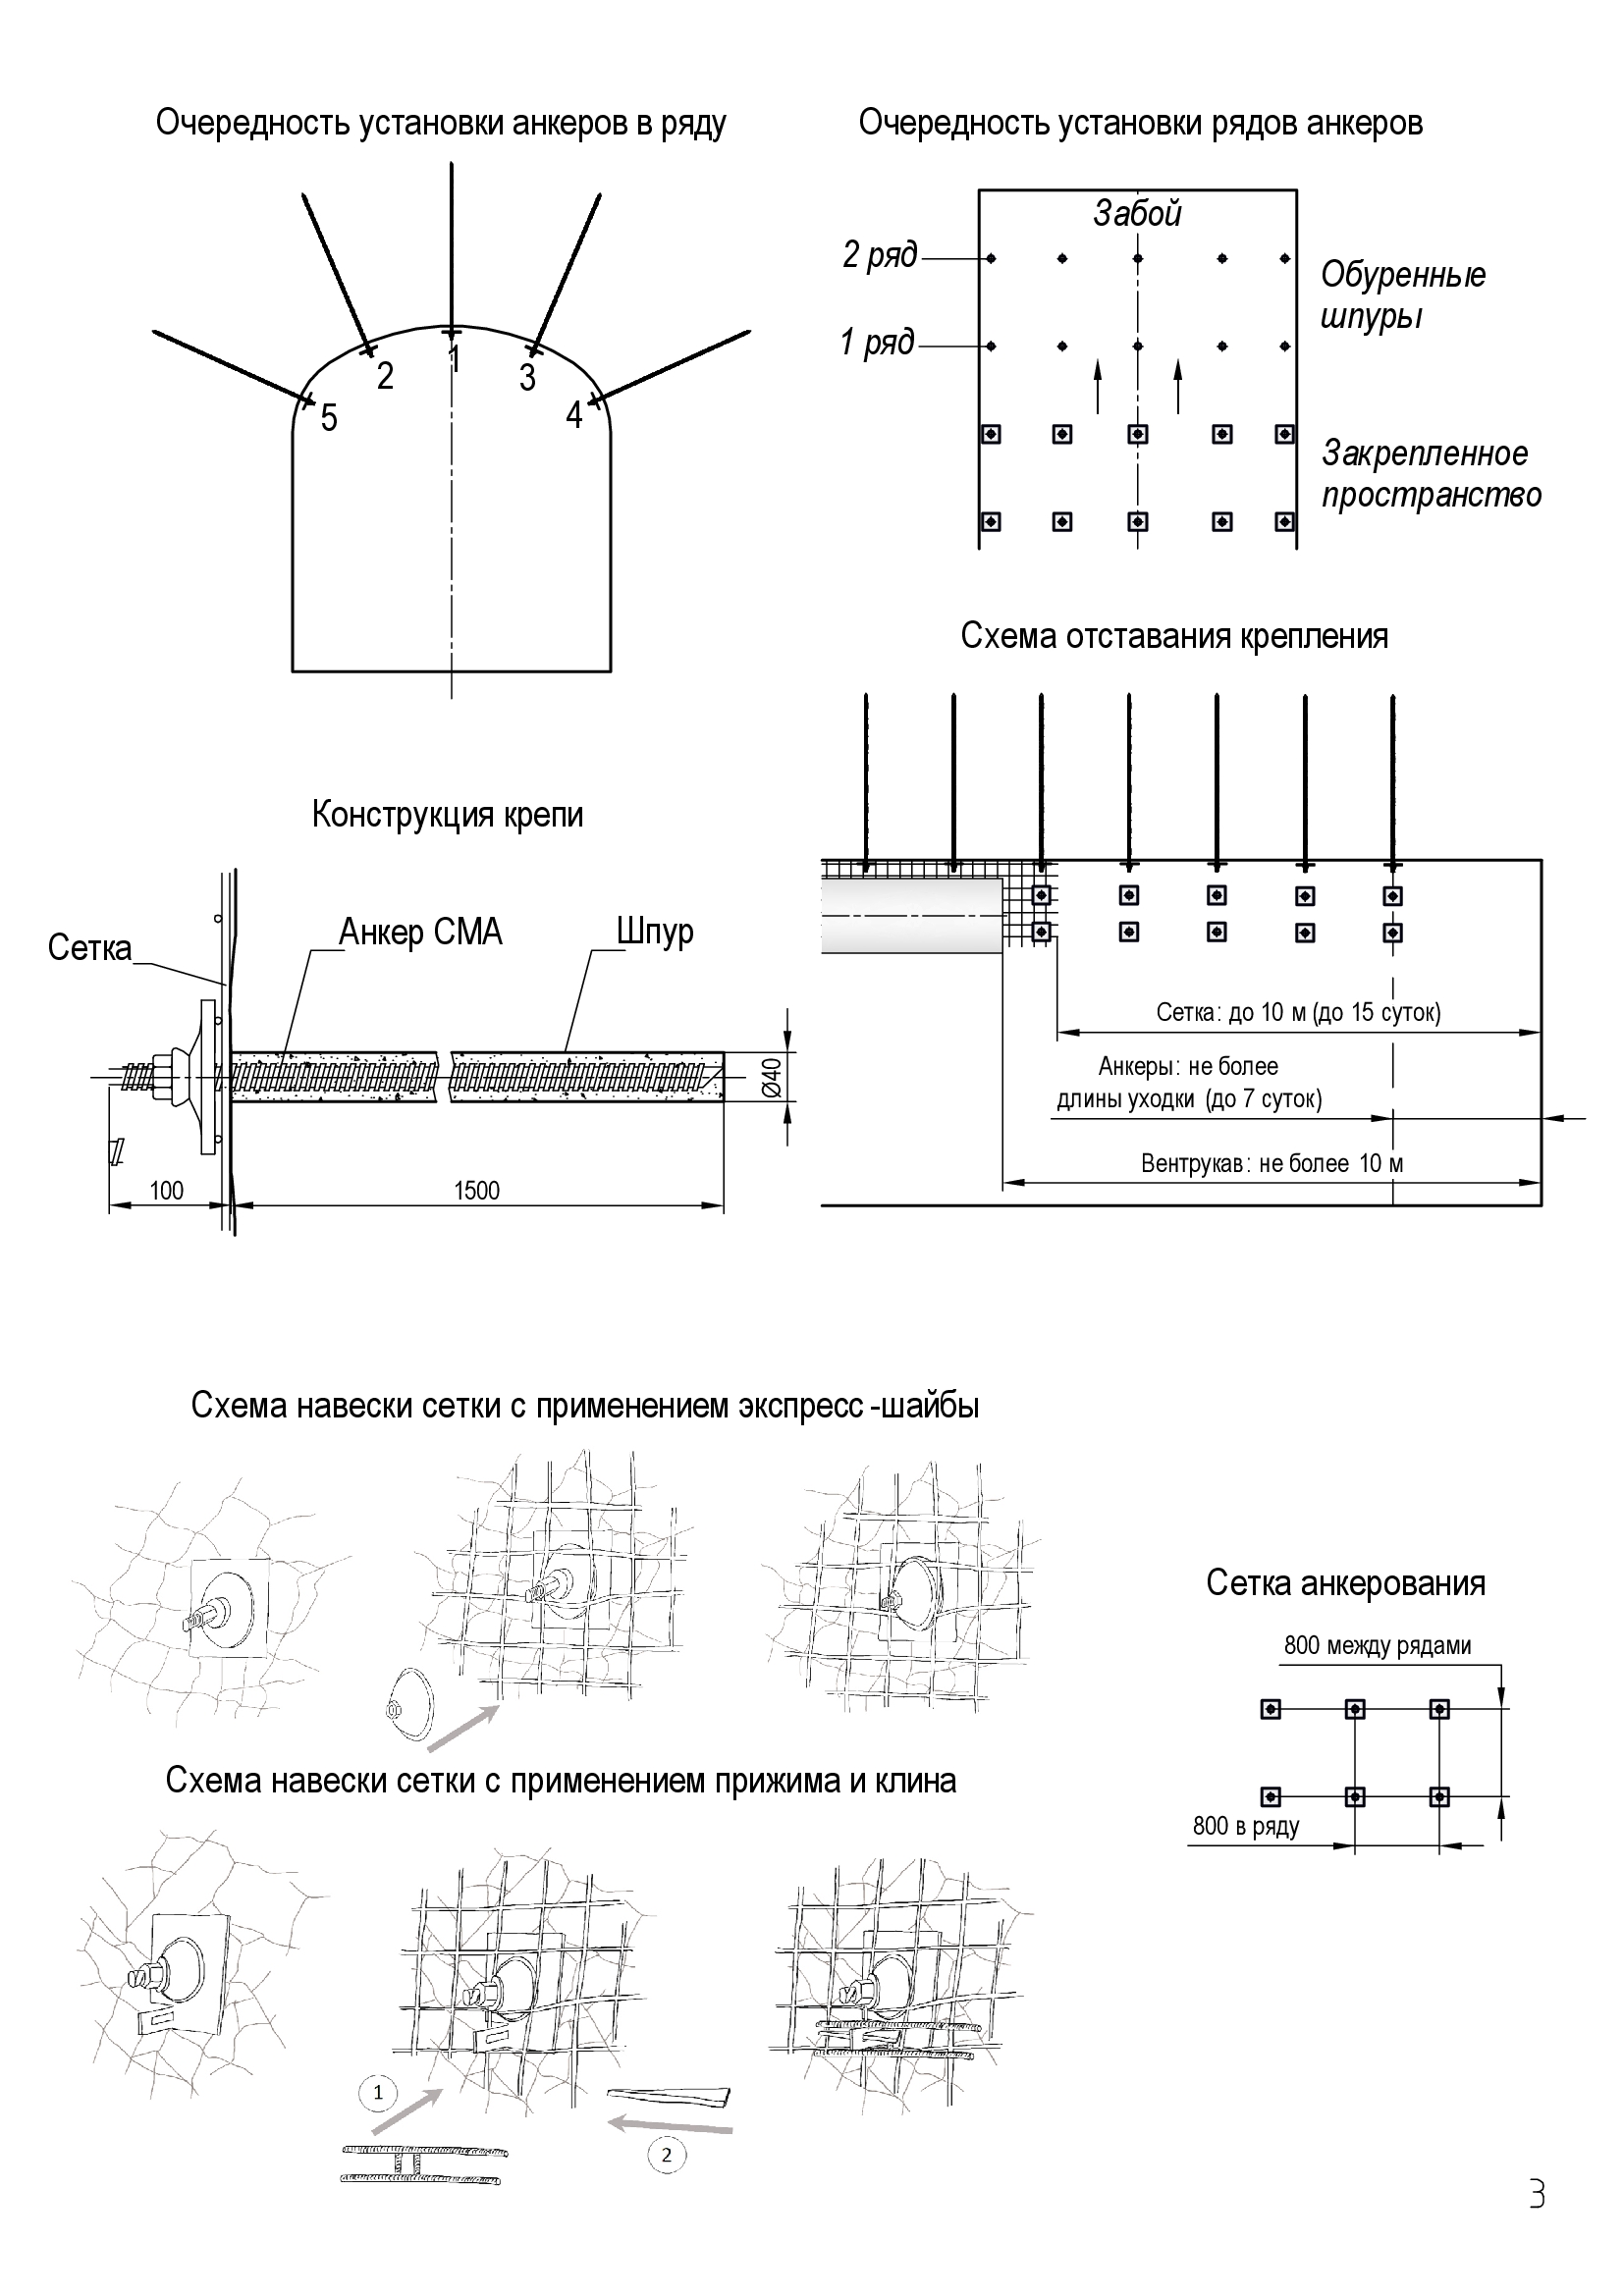 Очередность установки анкеров в ряду
1
2
3
5
4
Очередность установки рядов анкеров
Забой
2 ряд
Обуренные
шпуры
1 ряд
Закрепленное
пространство
Схема отставания крепления
Сетка: до 10 м (до 15 суток)
Анкеры: не более
длины уходки (до 7 суток)
Вентрукав: не более 10 м
Конструкция крепи
Сетка
Анкер СМА
Шпур
Ø40
100
1500
Схема навески сетки с применением экспресс-шайбы
Сетка анкерования
800 между рядами
800 в ряду
Схема навески сетки с применением прижима и клина
1
2
3